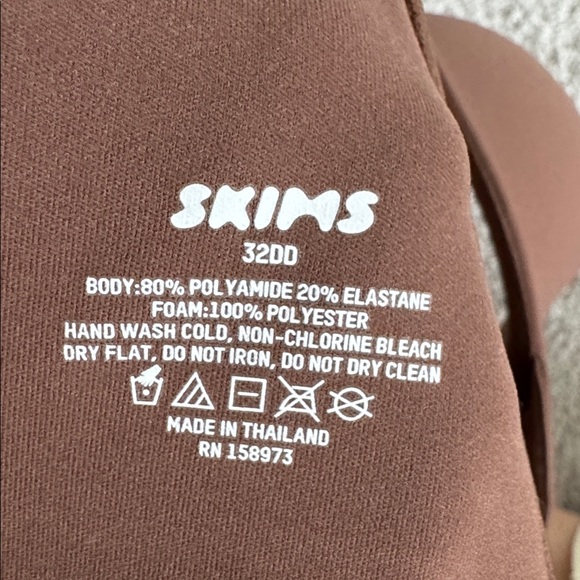 SKIMS
32DD
BODY:80% POLYAMIDE 20% ELASTANE
FOAM:100% POLYESTER
HAND WASH COLD, NON-CHLORINE BLEACH
DRY FLAT, DO NOT IRON, DO NOT DRY CLEAN
MADE IN THAILAND
RN 158973